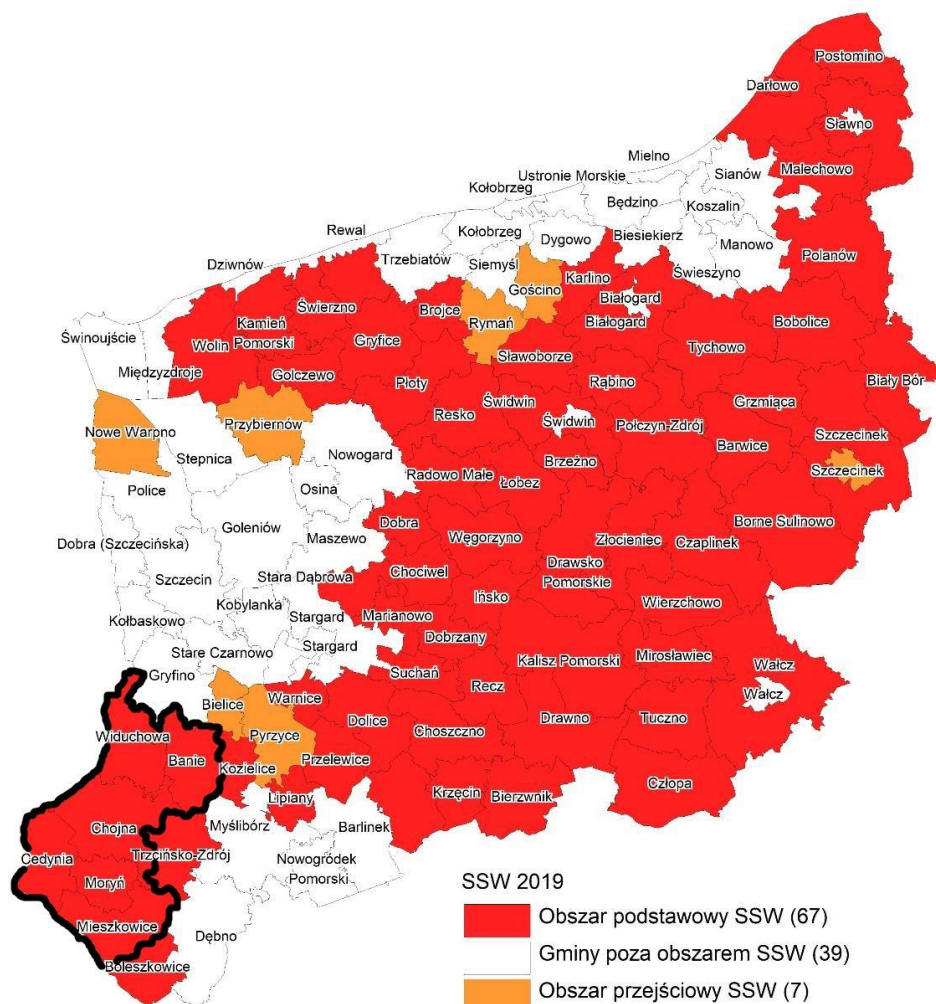 Postomino
Darłowo
Sławno
Mielno
Malechowo
Sianów
Ustronie Morskie
Kołobrzeg
Będzino
Koszalin
Rewal
Kołobrzeg
Dygowo
Biesiekierz
Manowo
Polanów
Trzebiatów
Siemyśl
Dziwnów
Świeszyno
Gościno
Karlino
Świerzno
Brojce
Białogard
Kamień
Pomorski
Rymań
Białogard
Bobolice
Świnoujście
Wolin
Gryfice
Tychowo
Międzyzdroje
Sławoborze
Golczewo
Płoty
Rąbino
Biały Bór
Świdwin
Grzmiąca
Resko
Świdwin
Połczyn-Zdrój
Przybiernów
Nowe Warpno
Barwice
Szczecinek
Nowogard
Stepnica
Brzeżno
Radowo Małe
Szczecinek
Łobez
Osina
Police
Dobra
Borne Sulinowo
Goleniów
Maszewo
Węgorzyno
Złocieniec
Czaplinek
Dobra (Szczecińska)
Drawsko
Pomorskie
Szczecin
Stara Dąbrowa
Chociwel
Ińsko
Kobylanka
Wierzchowo
Kołbaskowo
Stargard
Marianowo
Dobrzany
Stare Czarnowo
Stargard
Kalisz Pomorski
Mirosławiec
Wałcz
Gryfino
Suchań
Recz
Wałcz
Bielice
Warnice
Tuczno
Dolice
Drawno
Widuchowa
Pyrzyce
Choszczno
Banie
Kozielice
Przelewice
Człopa
Krzęcin
Bierzwnik
Lipiany
Chojna
Myślibórz
Barlinek
Cedynia
Trzcińsko-Zdrój
Nowogródek
Pomorski
Moryń
Mieszkowice
Dębno
Boleszkowice
SSW 2019
Obszar podstawowy SSW (67)
Gminy poza obszarem SSW (39)
Obszar przejściowy SSW (7)